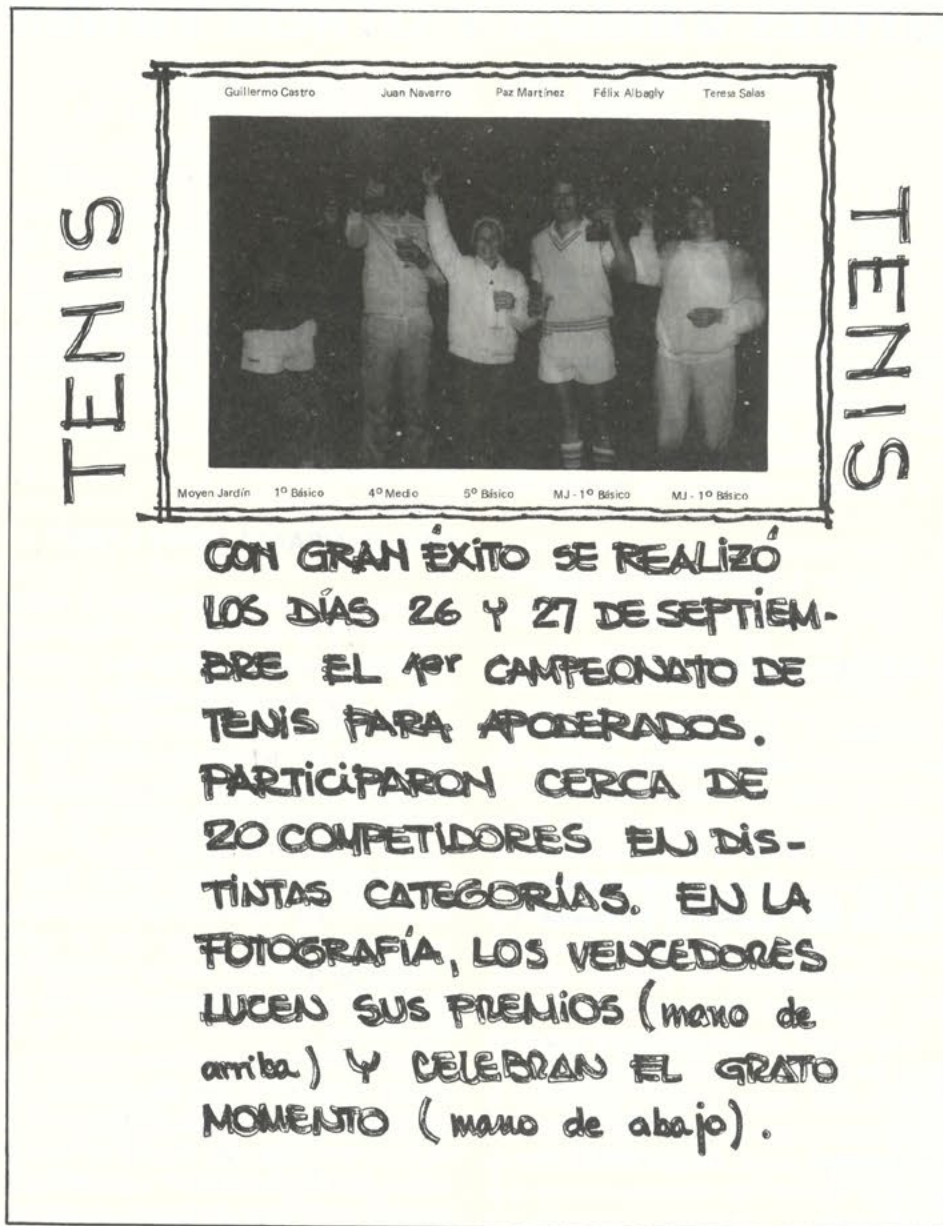 Guillermo Castro Juan Navarro Paz Martínez Félix Albagly Teresa Salas
TENIS
TENIS
Moyen Jardín 1º Básico 4º Medio 5º Básico MJ - 1º Básico MJ - 1º Básico
CON GRAN ÉXITO SE REALIZÓ
LOS DÍAS 26 Y 27 DE SEPTIEM-
BRE EL 1er CAMPEONATO DE
TENIS PARA APODERADOS.
PARTICIPARON CERCA DE
20 COMPETIDORES EN DIS-
TINTAS CATEGORÍAS. EN LA
FOTOGRAFÍA, LOS VENCEDORES
LUCEN SUS PREMIOS (mano de
arriba) Y CELEBRAN EL GRATO
MOMENTO (mano de abajo).